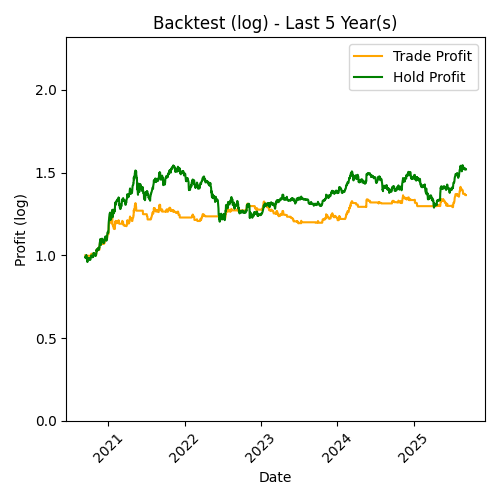 Backtest (log) - Last 5 Year(s)
Trade Profit
Hold Profit
Profit (log)
2.0
1.5
1.0
0.5
0.0
2021
2022
2023
2024
2025
Date